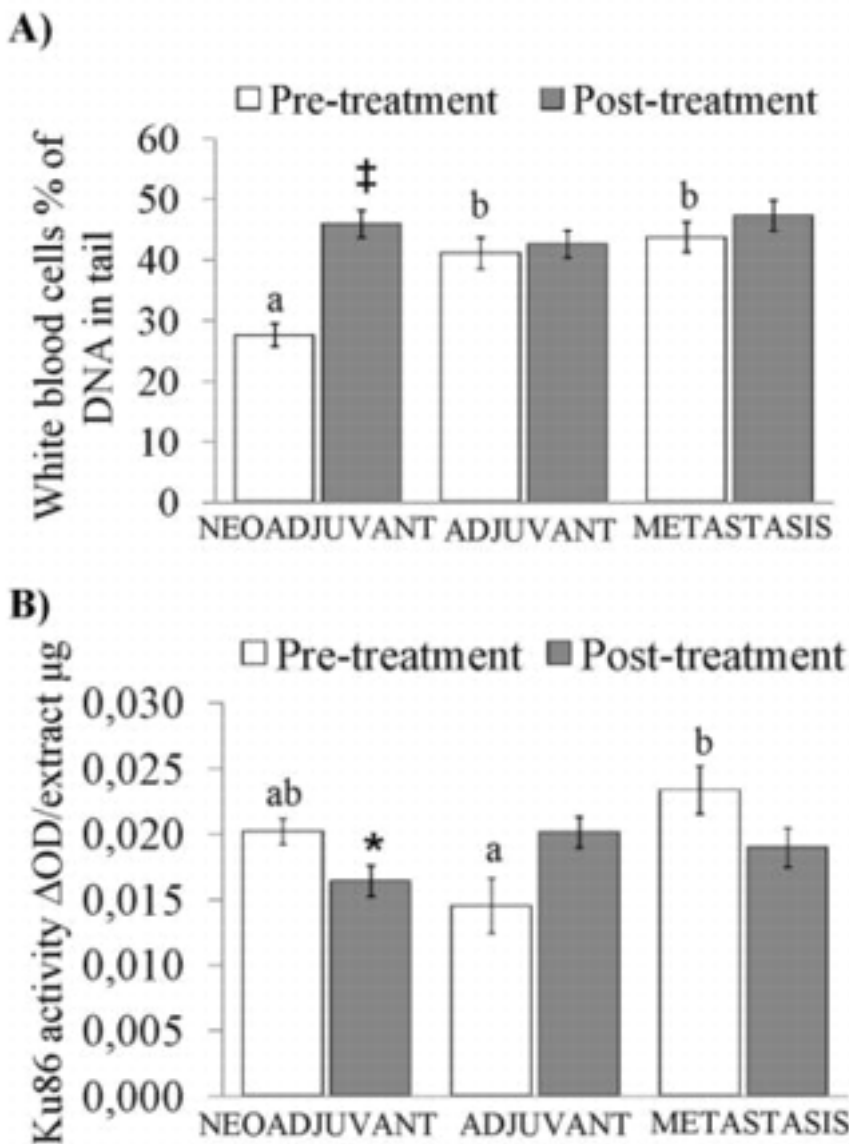 A)
Pre-treatment Post-treatment
White blood cells % of
DNA in tail
60
50
40
30
20
10
0
a
‡
b
b
NEOADJUVANT ADJUVANT METASTASIS
B)
Pre-treatment Post-treatment
Ku86 activity ΔOD/extract µg
0,030
0,025
0,020
0,015
0,010
0,005
0,000
ab
*
a
b
NEOADJUVANT ADJUVANT METASTASIS